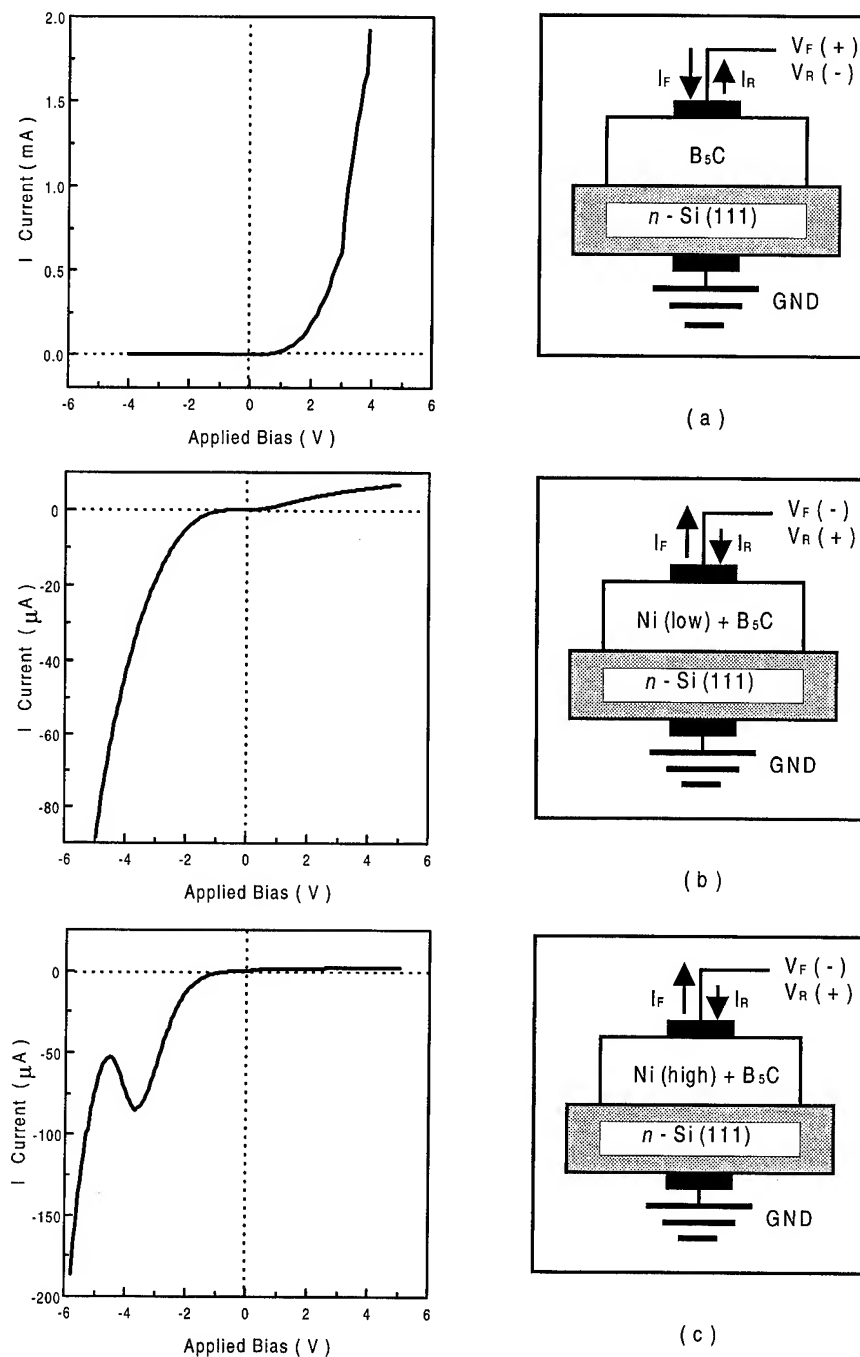 2.0
1.5
1.0
0.5
0.0
I Current ( mA )
-6 -4 -2 0 2 4 6
Applied Bias ( V )
VF ( + )
VR ( - )
IF IR
B5C
n - Si (111)
GND
( a )
0
-20
-40
-60
-80
I Current ( µA )
-6 -4 -2 0 2 4 6
Applied Bias ( V )
VF ( - )
VR ( + )
IF IR
Ni (low) + B5C
n - Si (111)
GND
( b )
0
-50
-100
-150
-200
I Current ( µA )
-6 -4 -2 0 2 4 6
Applied Bias ( V )
VF ( - )
VR ( + )
IF IR
Ni (high) + B5C
n - Si (111)
GND
( c )